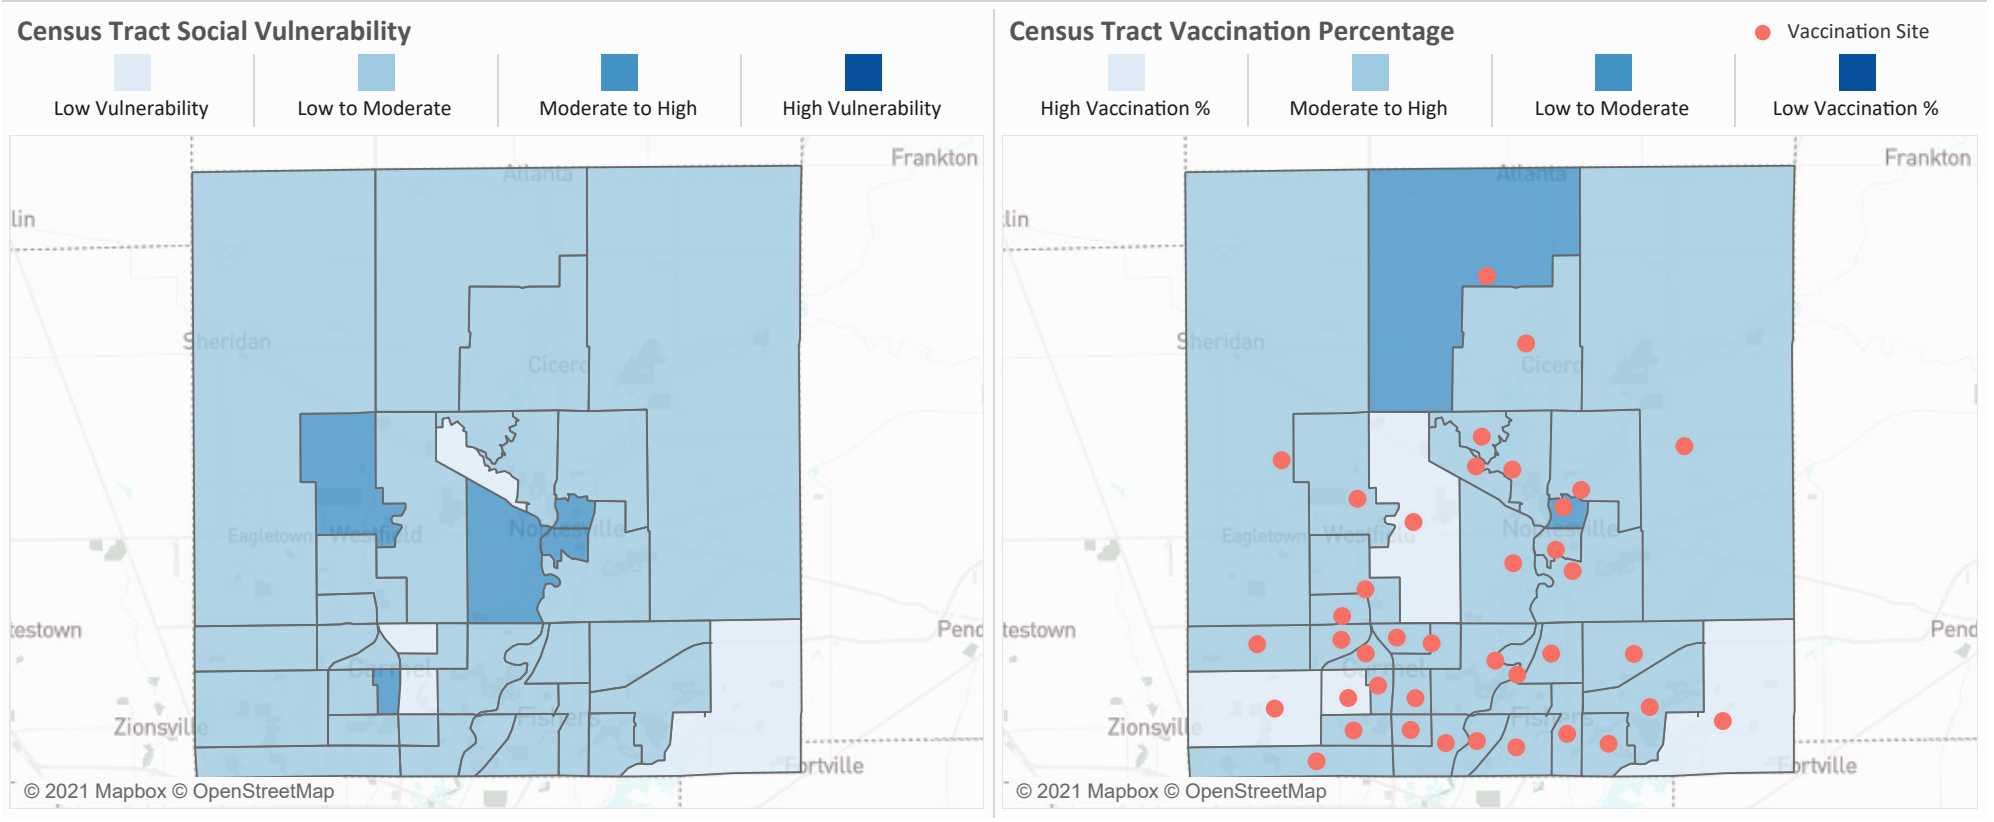 Census Tract Social Vulnerability
Low Vulnerability
Low to Moderate
Moderate to High
High Vulnerability
Frankton
Atlanta
lin
Sheridan
Cicero
Eagletown
Westfield
Noblesville
testown
Pend
Carmel
Zionsville
Fishers
Fortville
© 2021 Mapbox © OpenStreetMap
Census Tract Vaccination Percentage
Vaccination Site
High Vaccination %
Moderate to High
Low to Moderate
Low Vaccination %
Frankton
Atlanta
lin
Sheridan
Cicero
Eagletown
Westfield
Noblesville
testown
Pend
Carmel
Zionsville
Fishers
Fortville
© 2021 Mapbox © OpenStreetMap